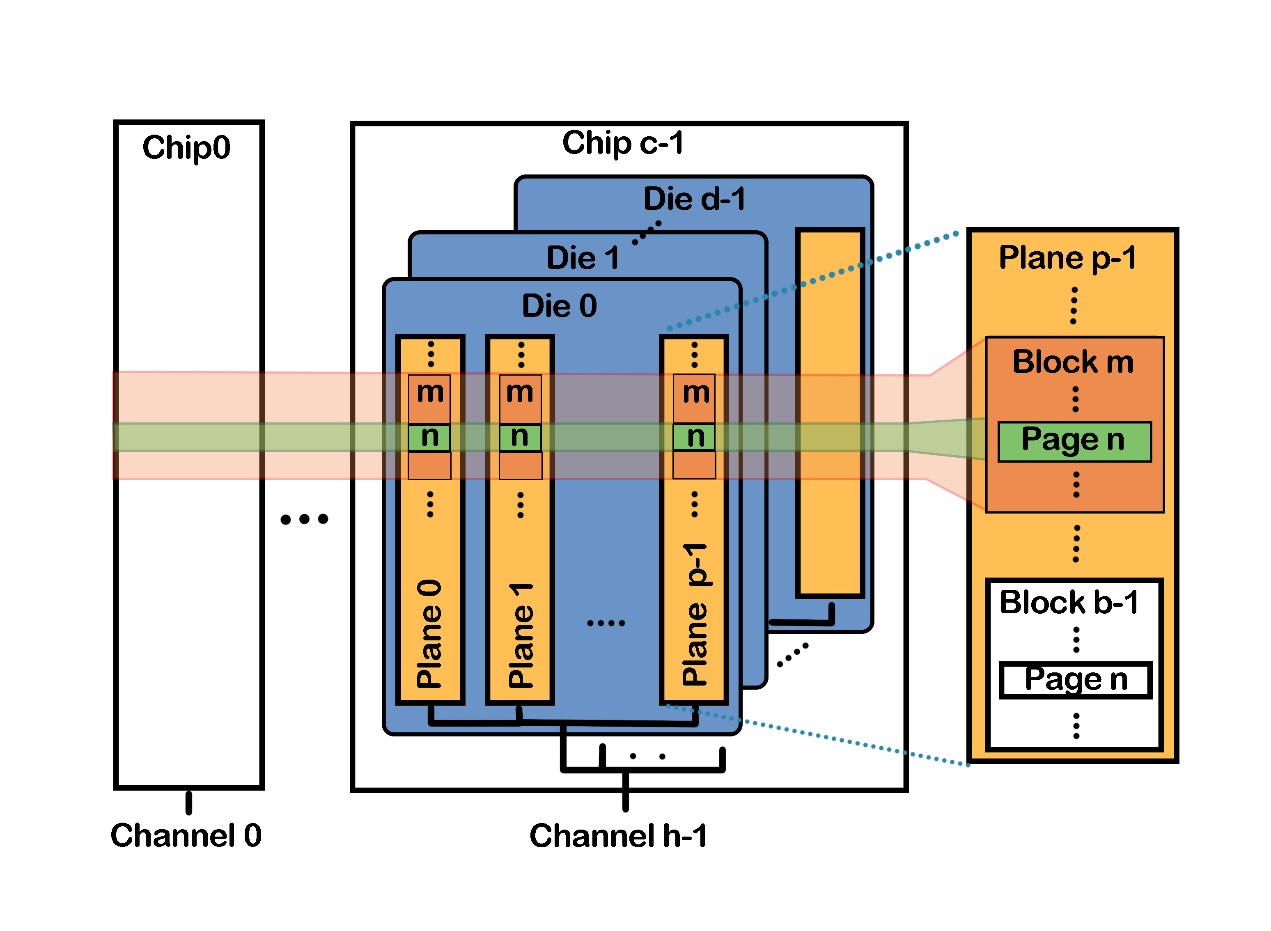 Chip0
Chip c-1
Die d-1
Die 1
Die 0
m
m
m
n
n
n
Plane 0
Plane 1
Plane p-1
Channel 0
Channel h-1
Plane p-1
Block m
Page n
Block b-1
Page n